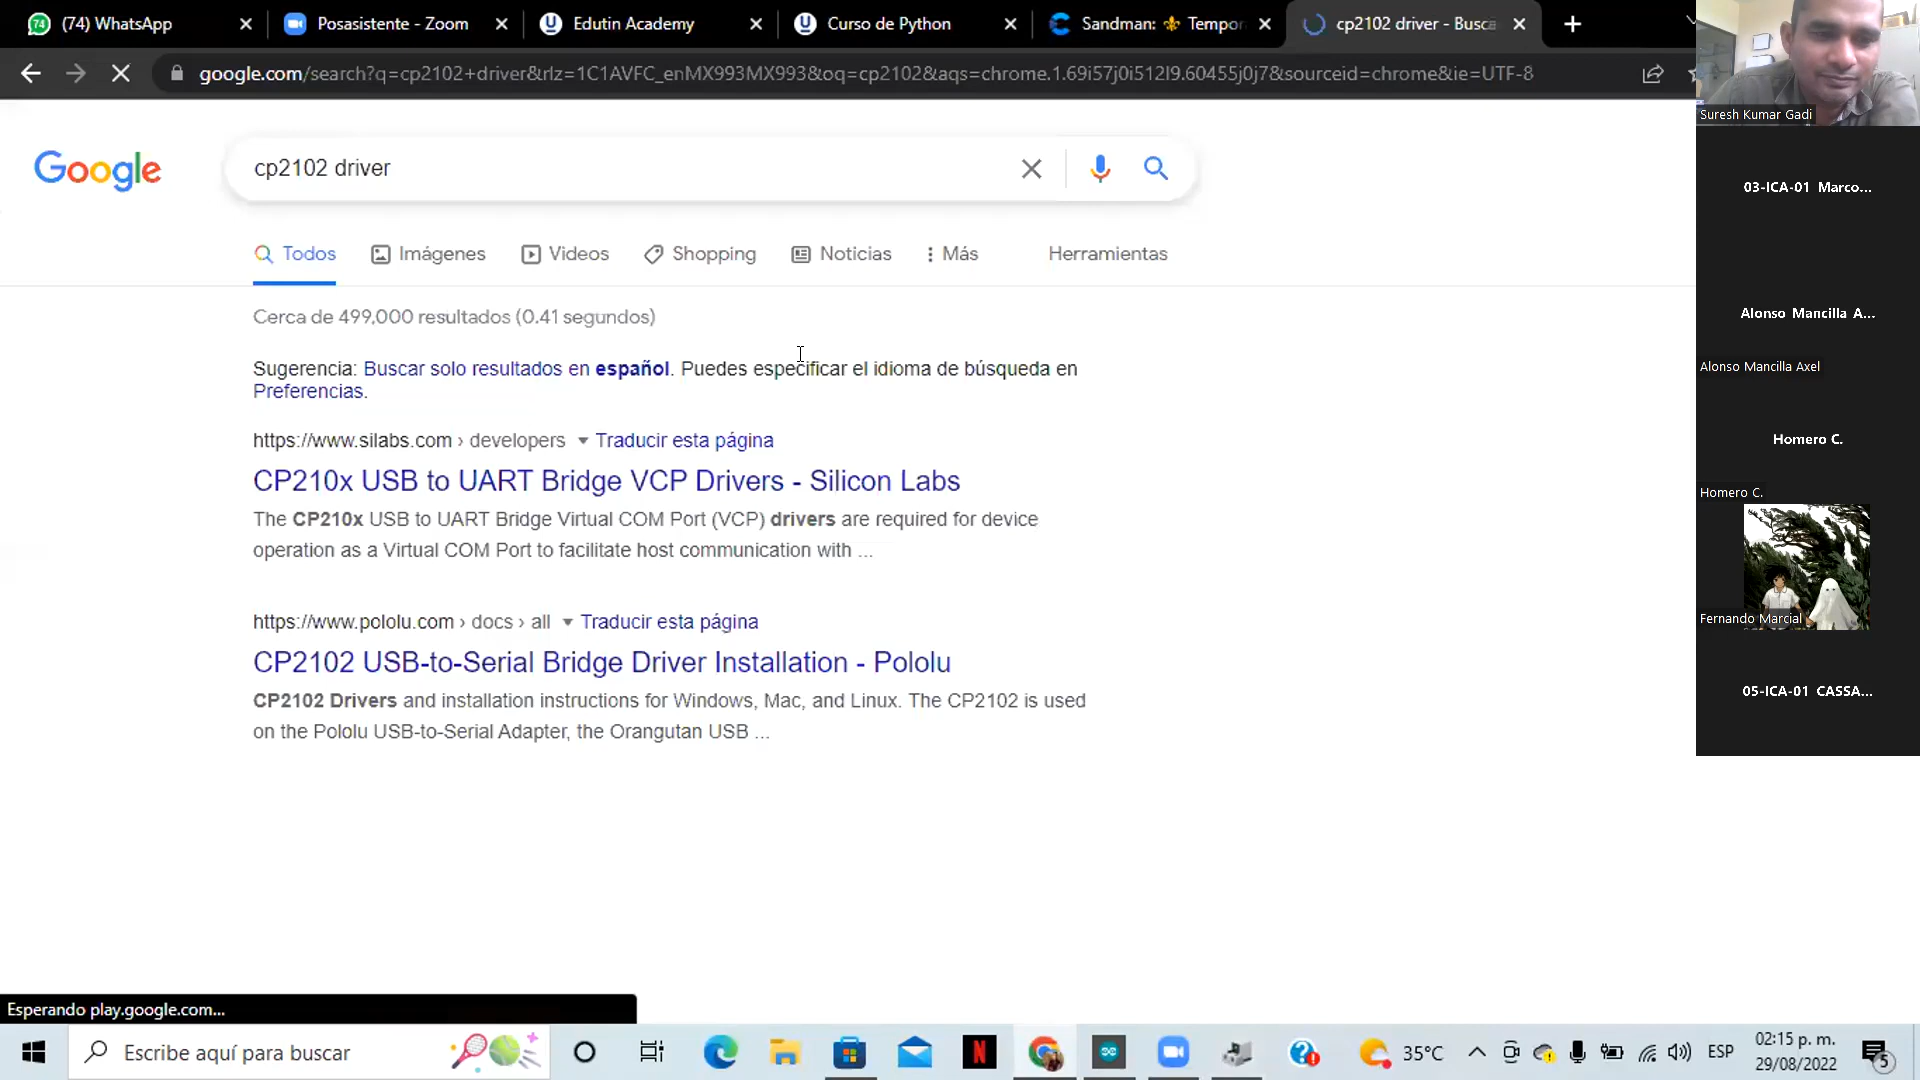 (74) WhatsApp
Posasistente - Zoom
Edutin Academy
Curso de Python
Sandman: ⚜ Tempor
cp2102 driver - Busca
google.com/search?q=cp2102+driver&rlz=1C1AVFC_enMX993MX993&oq=cp2102&aqs=chrome.1.69i57j0i512l9.60455j0j7&sourceid=chrome&ie=UTF-8
Suresh Kumar Gadi
Google
cp2102 driver
03-ICA-01 Marco...
Todos
Imágenes
Videos
Shopping
Noticias
Más
Herramientas
Cerca de 499,000 resultados (0.41 segundos)
Alonso Mancilla A...
Sugerencia: Buscar solo resultados en español. Puedes especificar el idioma de búsqueda en
Preferencias.
Alonso Mancilla Axel
https://www.silabs.com › developers ▾ Traducir esta página
CP210x USB to UART Bridge VCP Drivers - Silicon Labs
The CP210x USB to UART Bridge Virtual COM Port (VCP) drivers are required for device
operation as a Virtual COM Port to facilitate host communication with ...
Homero C.
Homero C.
https://www.pololu.com › docs › all ▾ Traducir esta página
CP2102 USB-to-Serial Bridge Driver Installation - Pololu
CP2102 Drivers and installation instructions for Windows, Mac, and Linux. The CP2102 is used
on the Pololu USB-to-Serial Adapter, the Orangutan USB ...
Fernando Marcial
05-ICA-01 CASSA...
Esperando play.google.com...
Escribe aquí para buscar
35°C
ESP
02:15 p. m.
29/08/2022
5